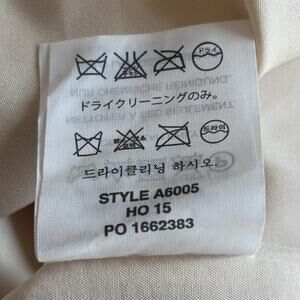 ドライ
ドライクリーニングのみ。
드라이
드라이클리닝 하시오.
STYLE A6005
HO 15
PO 1662383